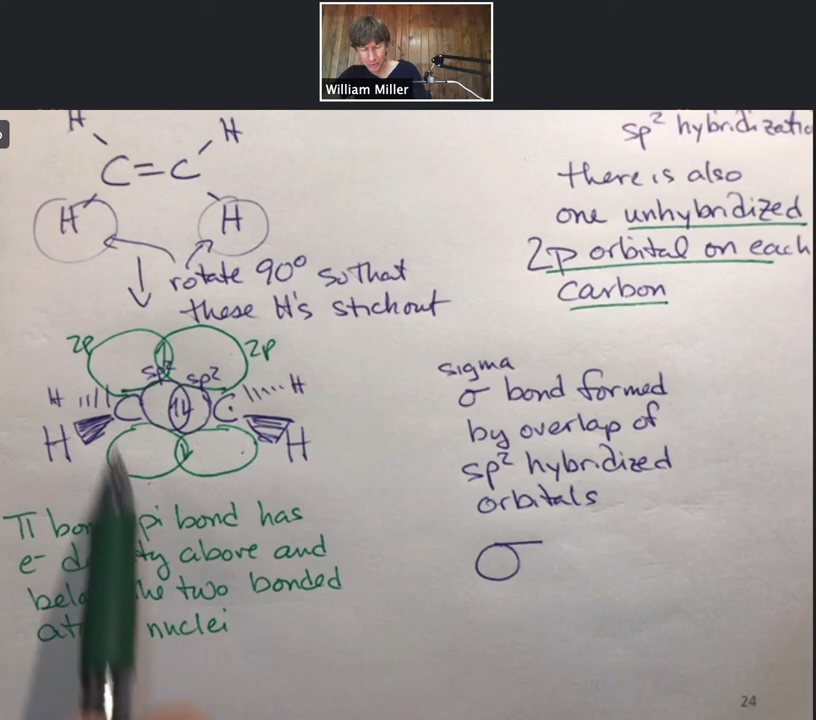 William Miller
H
H
C=C
H
H
rotate 90° so that
these H's stick out
sp² hybridizatio
there is also
one unhybridized
2p orbital on each
carbon
2p
2p
sp²
sp²
H
H
C
1↓
C
H
H
sigma
σ bond formed
by overlap of
sp² hybridized
orbitals
σ
π bon pi bond has
e- d ty above and
belo he two bonded
at nuclei
24